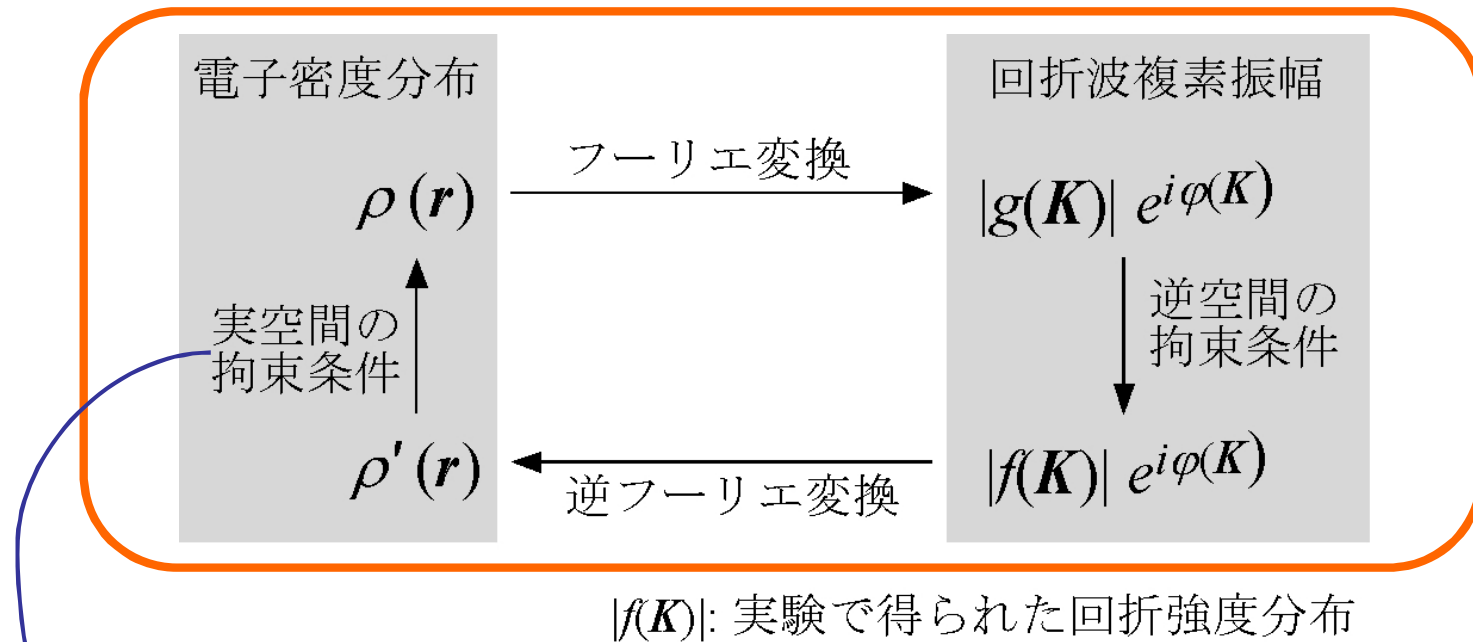 電子密度分布
回折波複素振幅
フーリエ変換
ρ(r)
|g(K)| e^{iφ(K)}
実空間の
拘束条件
逆空間の
拘束条件
ρ'(r)
|f(K)| e^{iφ(K)}
逆フーリエ変換
|f(K)|: 実験で得られた回折強度分布